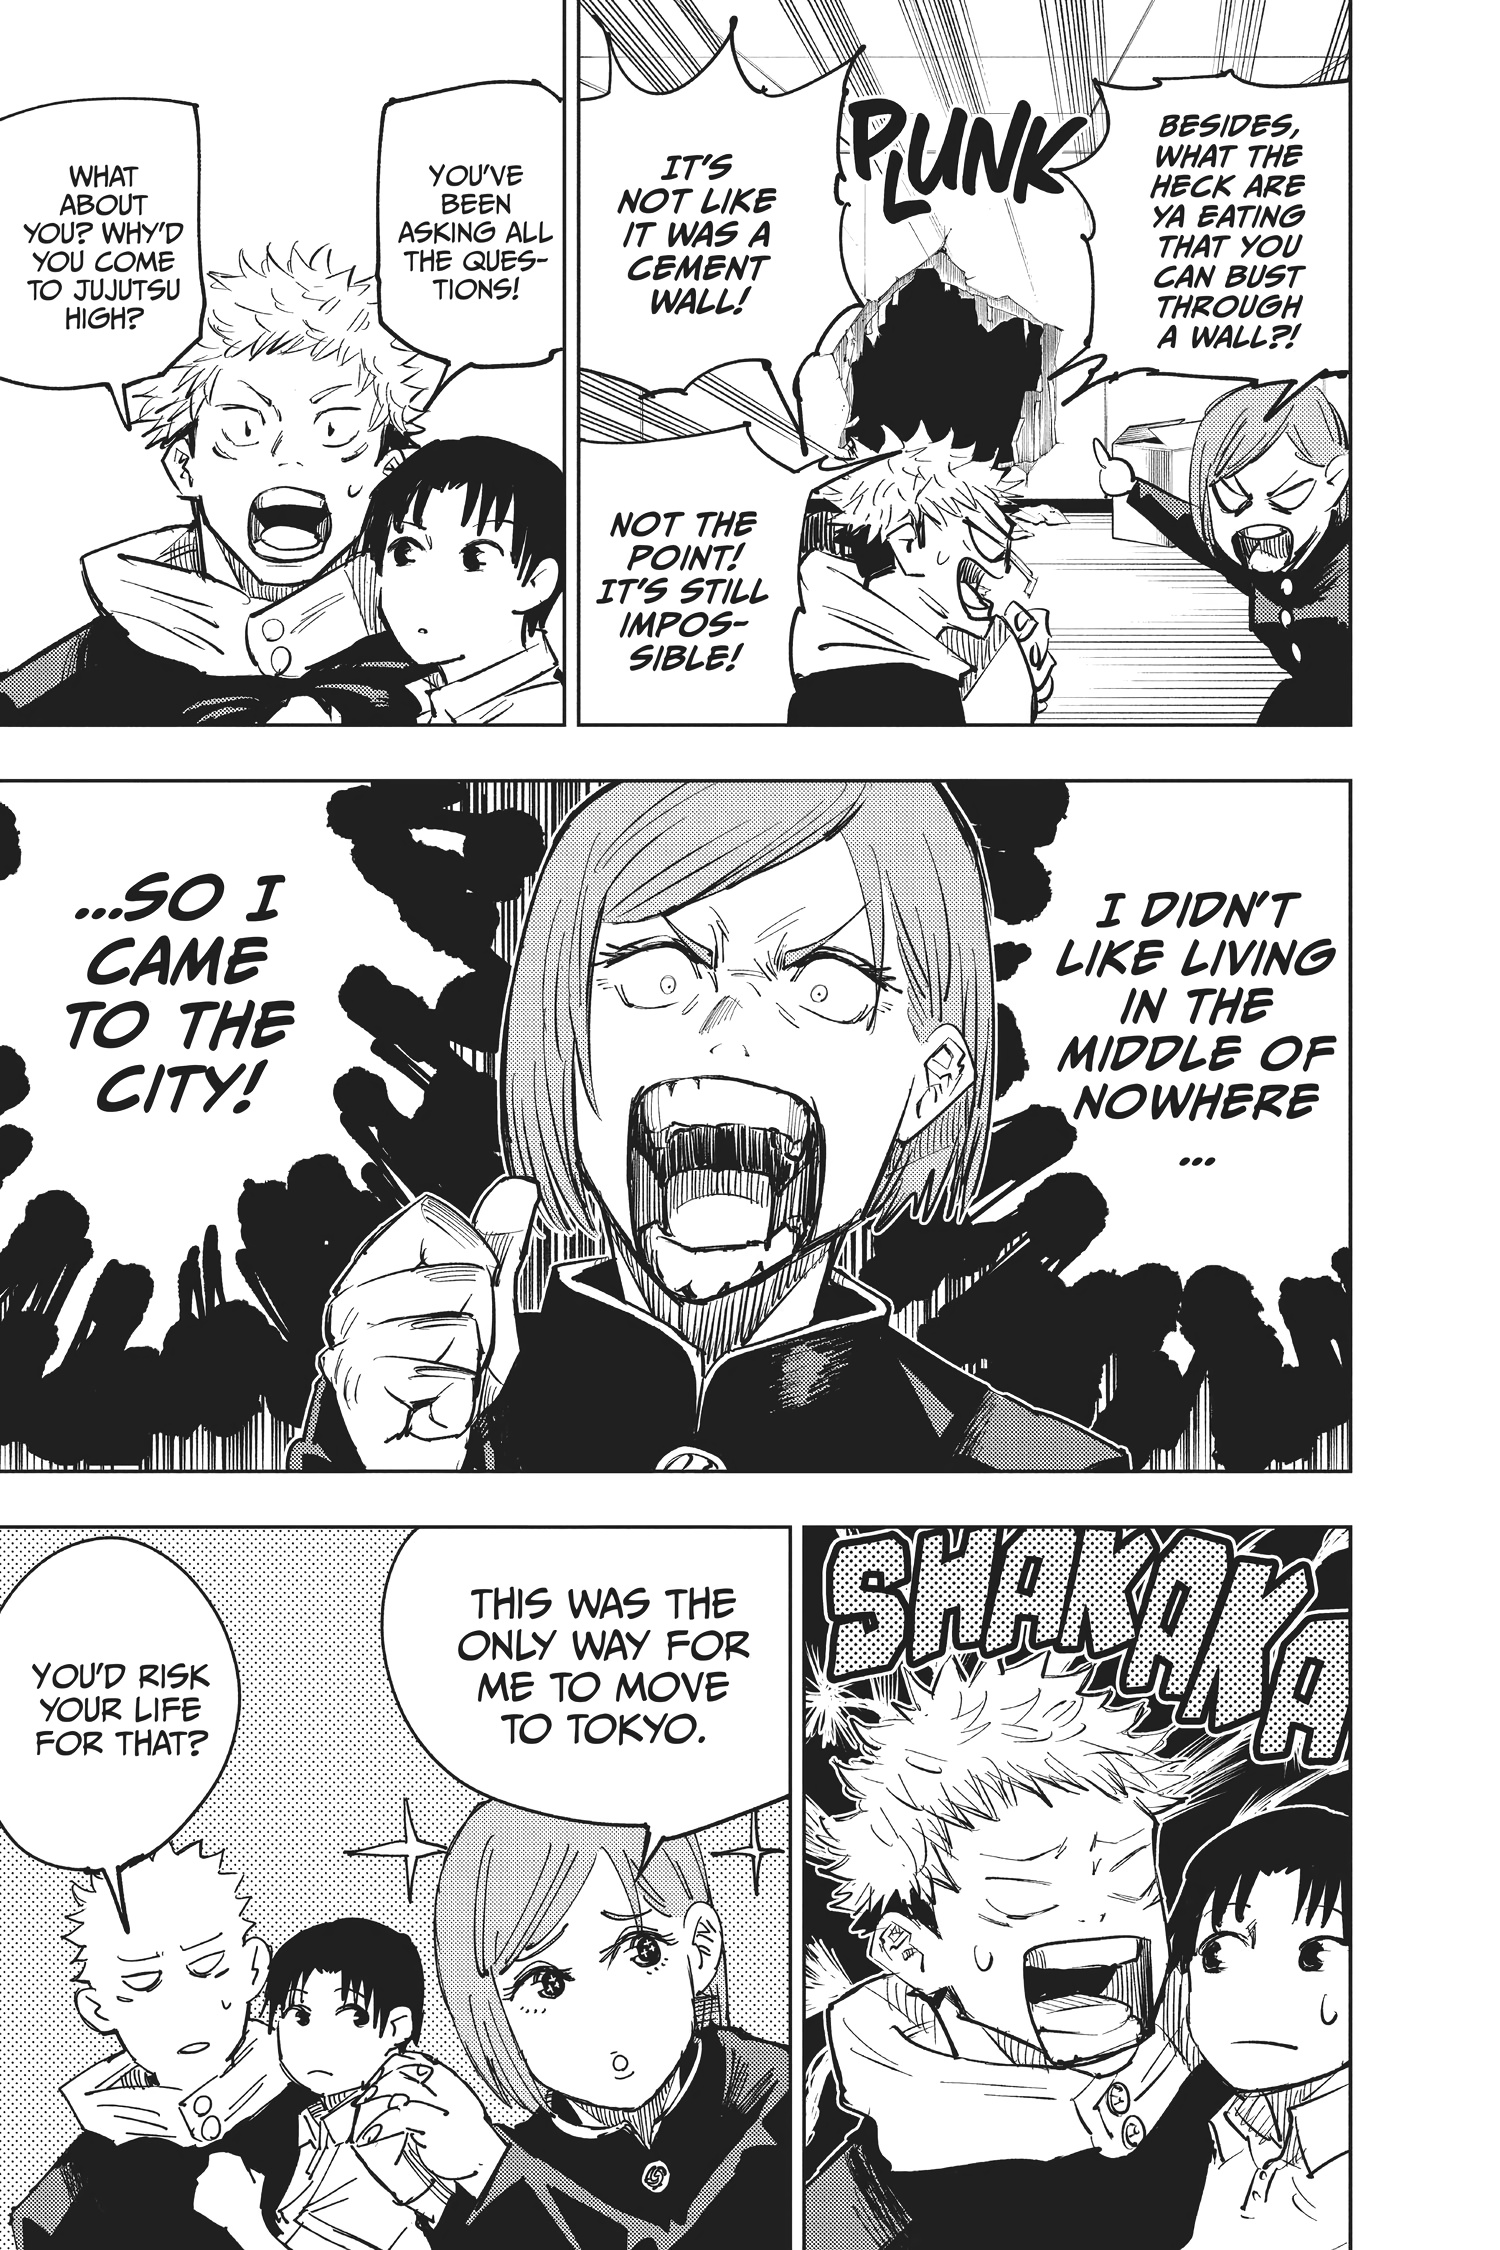 BESIDES,
WHAT THE
HECK ARE
YA EATING
THAT YOU
CAN BUST
THROUGH
A WALL?!
PLUNK
IT'S
NOT LIKE
IT WAS A
CEMENT
WALL!
NOT THE
POINT!
IT'S STILL
IMPOS-
SIBLE!
YOU'VE
BEEN
ASKING ALL
THE QUES-
TIONS!
WHAT
ABOUT
YOU? WHY'D
YOU COME
TO JUJUTSU
HIGH?
I DIDN'T
LIKE LIVING
IN THE
MIDDLE OF
NOWHERE
...
...SO I
CAME
TO THE
CITY!
SHAKAKAKA
THIS WAS THE
ONLY WAY FOR
ME TO MOVE
TO TOKYO.
YOU'D RISK
YOUR LIFE
FOR THAT?